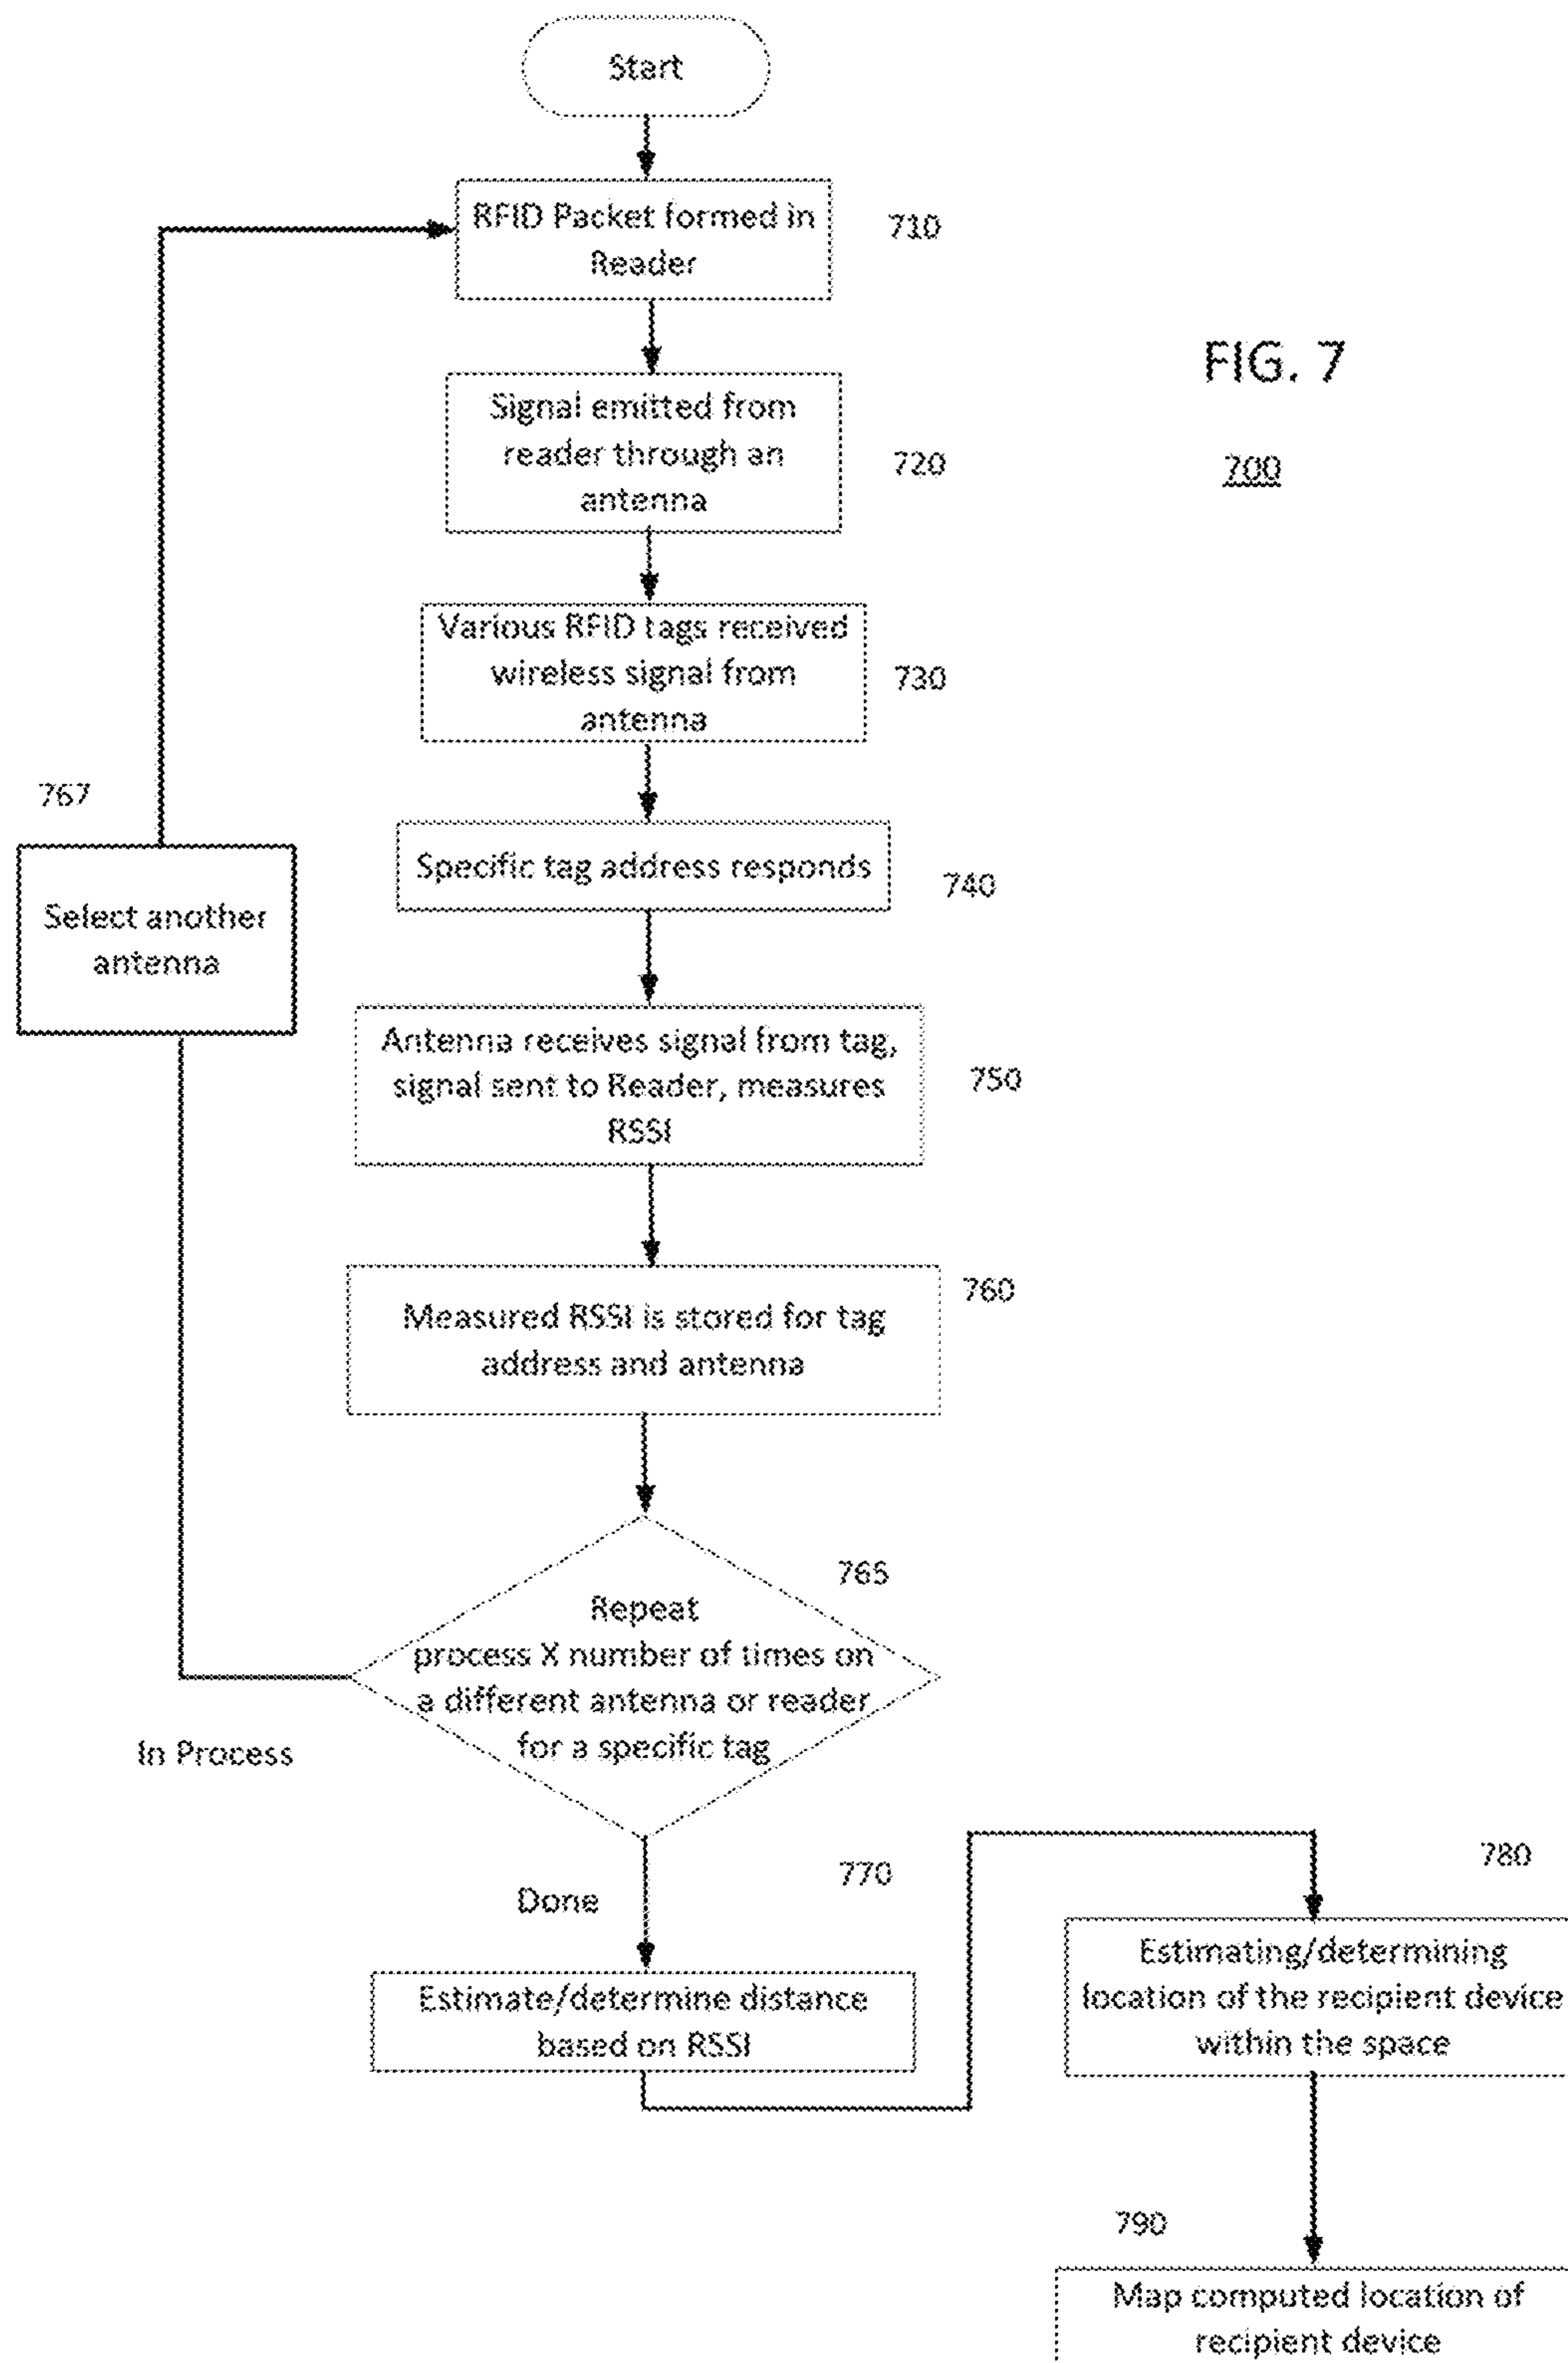 Start
RFID Packet formed in
Reader
710
FIG. 7
700
Signal emitted from
reader through an
antenna
720
Various RFID tags received
wireless signal from
antenna
730
767
Select another
antenna
Specific tag address responds
740
Antenna receives signal from tag,
signal sent to Reader, measures
RSSI
750
Measured RSSI is stored for tag
address and antenna
760
765
Repeat
process X number of times on
a different antenna or reader
for a specific tag
In Process
Done
770
Estimate/determine distance
based on RSSI
780
Estimating/determining
location of the recipient device
within the space
790
Map computed location of
recipient device